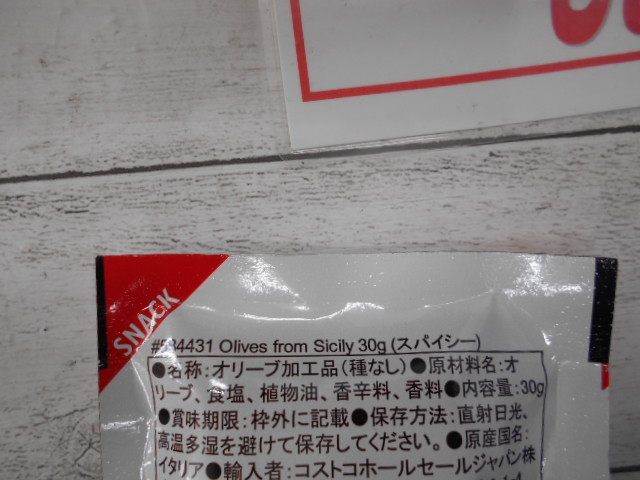 SNACK
#584431 Olives from Sicily 30g (スパイシー)
●名称:オリーブ加工品(種なし)●原材料名:オ
リーブ、食塩、植物油、香辛料、香料●内容量:30g
●賞味期限:枠外に記載●保存方法:直射日光、
高温多湿を避けて保存してください。●原産国名:
イタリア●輸入者:コストコホールセールジャパン株